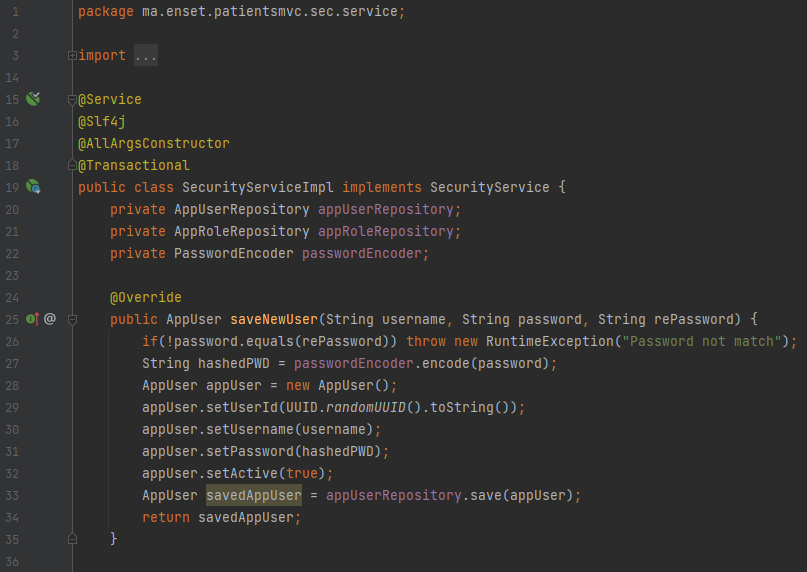 1 package ma.enset.patientsmvc.sec.service;
2
3 import ...
14
15 @Service
16 @Slf4j
17 @AllArgsConstructor
18 @Transactional
19 public class SecurityServiceImpl implements SecurityService {
20 private AppUserRepository appUserRepository;
21 private AppRoleRepository appRoleRepository;
22 private PasswordEncoder passwordEncoder;
23
24 @Override
25 @ public AppUser saveNewUser(String username, String password, String rePassword) {
26 if(!password.equals(rePassword)) throw new RuntimeException("Password not match");
27 String hashedPWD = passwordEncoder.encode(password);
28 AppUser appUser = new AppUser();
29 appUser.setUserId(UUID.randomUUID().toString());
30 appUser.setUsername(username);
31 appUser.setPassword(hashedPWD);
32 appUser.setActive(true);
33 AppUser savedAppUser = appUserRepository.save(appUser);
34 return savedAppUser;
35 }
36